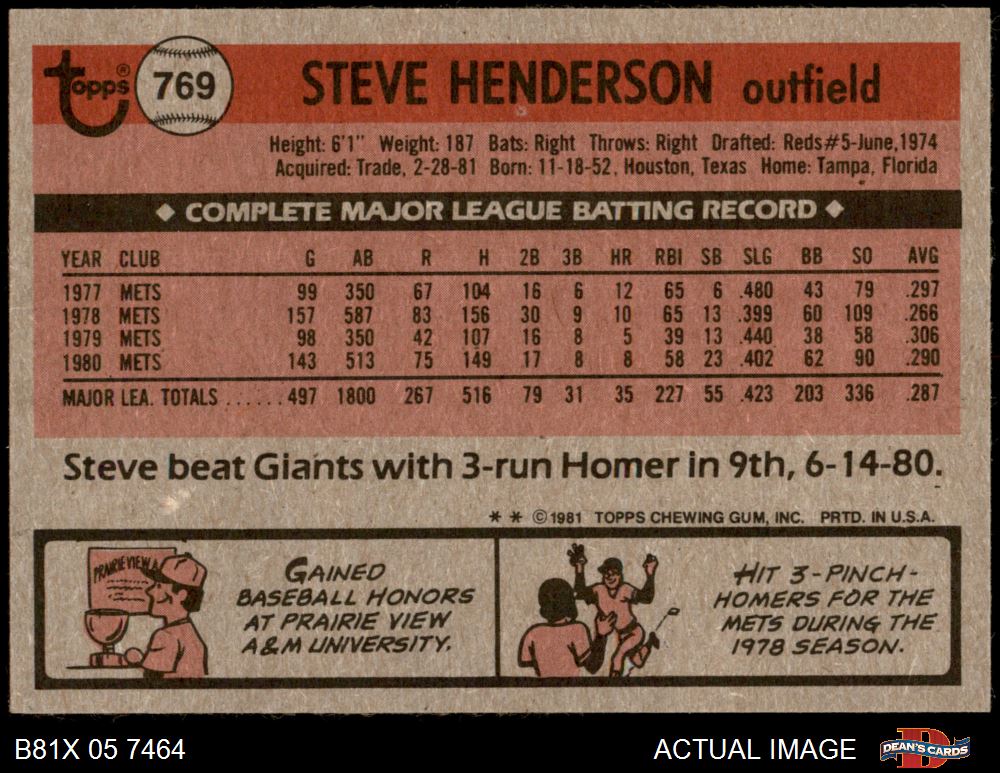 topps®
769
STEVE HENDERSON outfield
Height: 6'1" Weight: 187 Bats: Right Throws: Right Drafted: Reds#5-June,1974
Acquired: Trade, 2-28-81 Born: 11-18-52, Houston, Texas Home: Tampa, Florida
◆ COMPLETE MAJOR LEAGUE BATTING RECORD ◆
YEAR CLUB G AB R H 2B 3B HR RBI SB SLG BB SO AVG
1977 METS 99 350 67 104 16 6 12 65 6 .480 43 79 .297
1978 METS 157 587 83 156 30 9 10 65 13 .399 60 109 .266
1979 METS 98 350 42 107 16 8 5 39 13 .440 38 58 .306
1980 METS 143 513 75 149 17 8 8 58 23 .402 62 90 .290
MAJOR LEA. TOTALS ......497 1800 267 516 79 31 35 227 55 .423 203 336 .287
Steve beat Giants with 3-run Homer in 9th, 6-14-80.
* * ©1981 TOPPS CHEWING GUM, INC. PRTD. IN U.S.A.
PRAIRIE VIEW A
GAINED
BASEBALL HONORS
AT PRAIRIE VIEW
A&M UNIVERSITY.
HIT 3-PINCH-
HOMERS FOR THE
METS DURING THE
1978 SEASON.
B81X 05 7464
ACTUAL IMAGE
DEAN'S CARDS